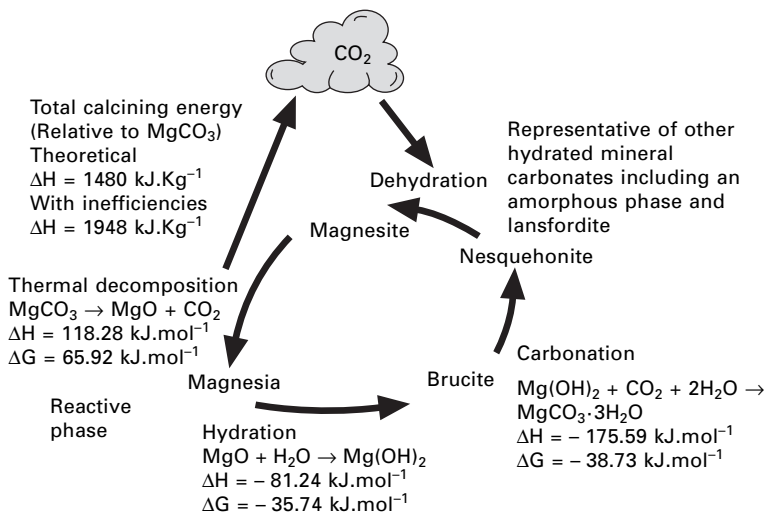 CO₂
Total calcining energy
(Relative to MgCO₃)
Theoretical
ΔH = 1480 kJ.Kg⁻¹
With inefficiencies
ΔH = 1948 kJ.Kg⁻¹
Representative of other
hydrated mineral
carbonates including an
amorphous phase and
lansfordite
Dehydration
Magnesite
Nesquehonite
Thermal decomposition
MgCO₃ → MgO + CO₂
ΔH = 118.28 kJ.mol⁻¹
ΔG = 65.92 kJ.mol⁻¹
Magnesia
Reactive
phase
Brucite
Hydration
MgO + H₂O → Mg(OH)₂
ΔH = – 81.24 kJ.mol⁻¹
ΔG = – 35.74 kJ.mol⁻¹
Carbonation
Mg(OH)₂ + CO₂ + 2H₂O →
MgCO₃·3H₂O
ΔH = – 175.59 kJ.mol⁻¹
ΔG = – 38.73 kJ.mol⁻¹